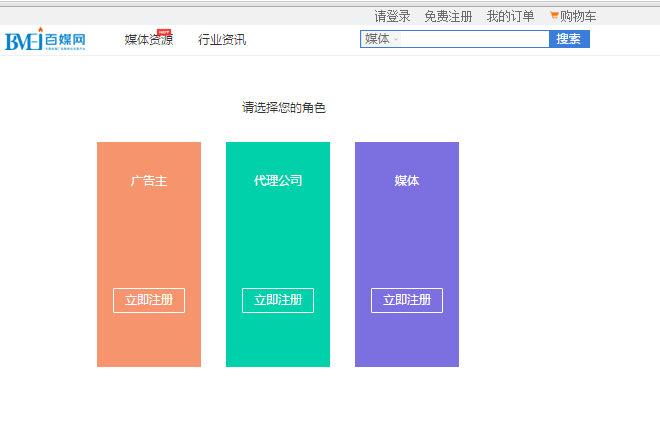 请登录 免费注册 我的订单 购物车
BMEI 百媒网 媒体资源 HOT 行业资讯 媒体 搜索
请选择您的角色
广告主 代理公司 媒体
立即注册 立即注册 立即注册